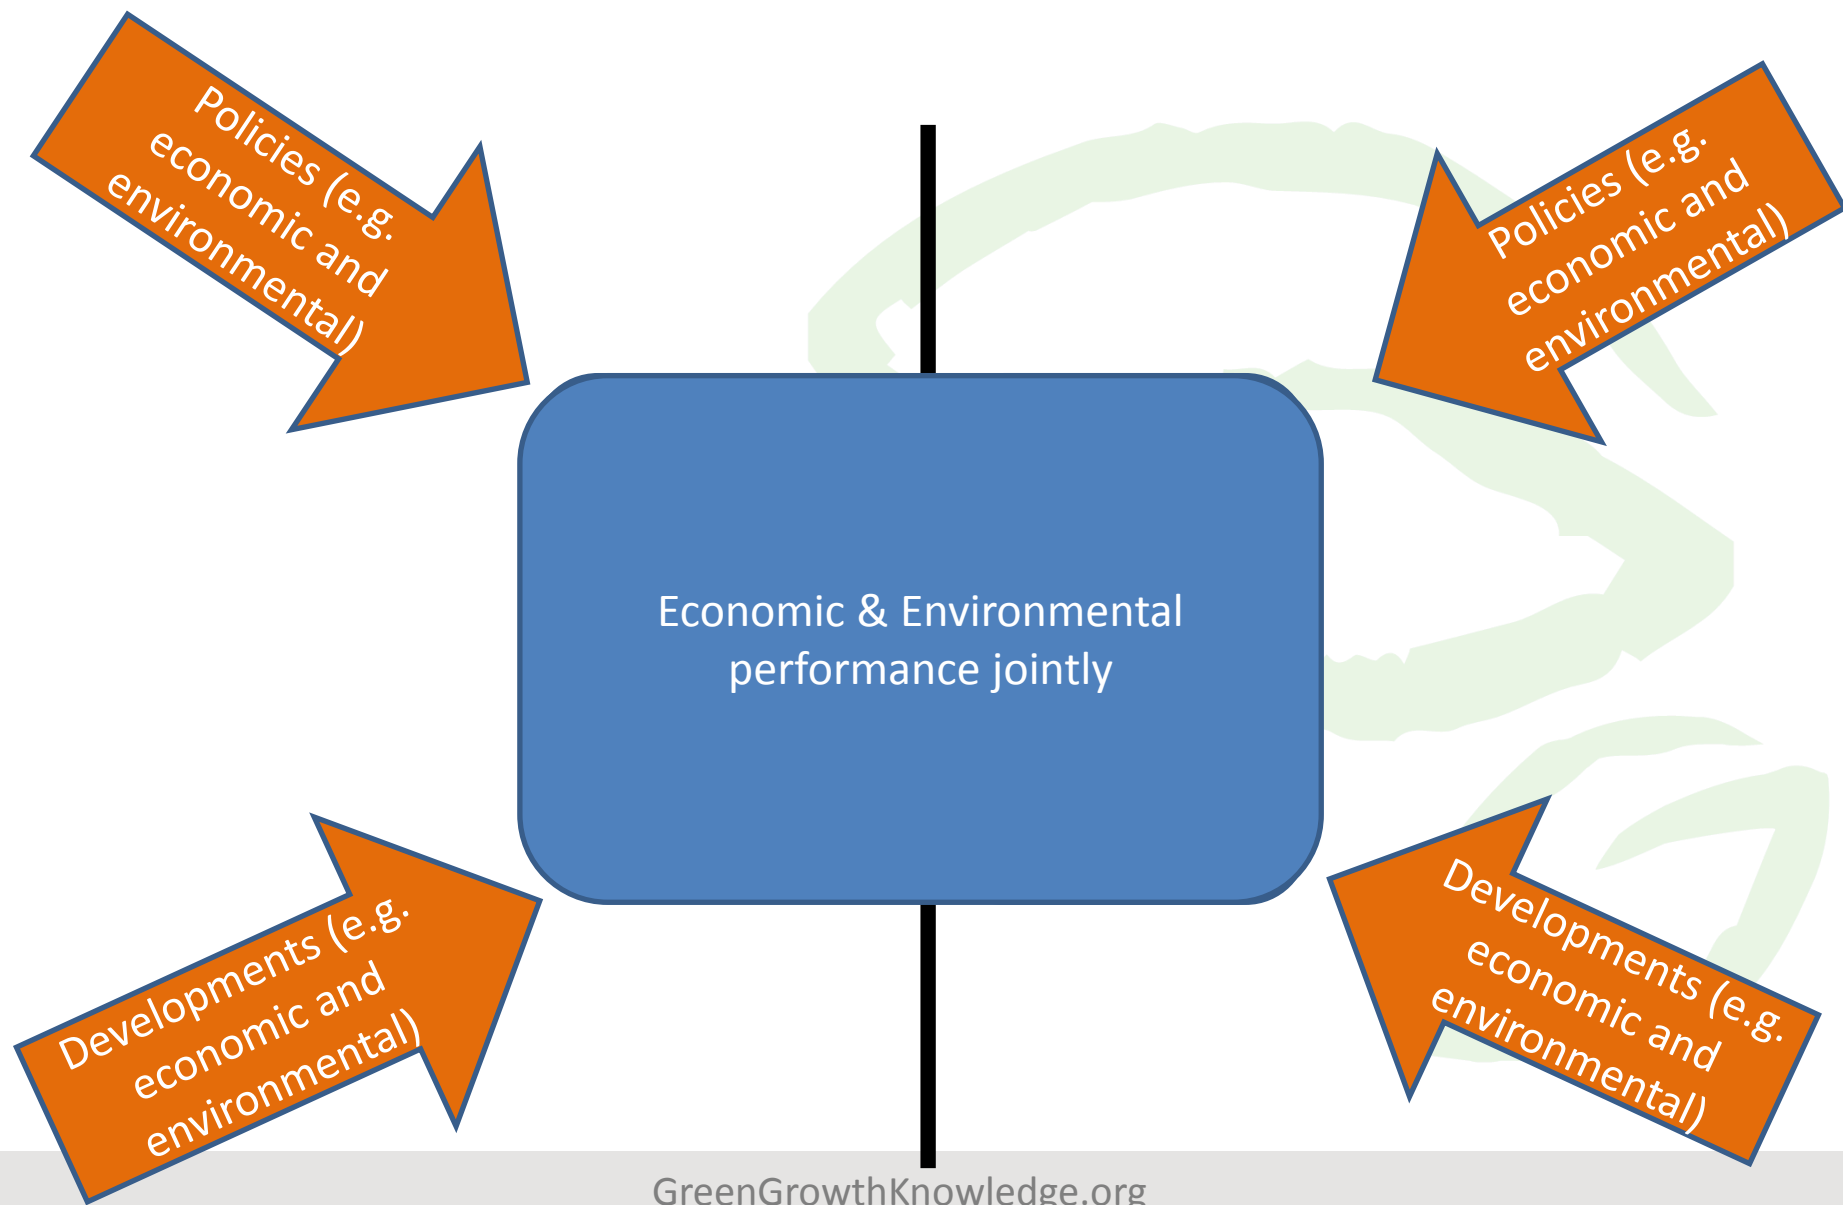 Policies (e.g.
economic and
environmental)
Policies (e.g.
economic and
environmental)
Economic & Environmental
performance jointly
Developments (e.g.
economic and
environmental)
Developments (e.g.
economic and
environmental)
GreenGrowthKnowledge.org